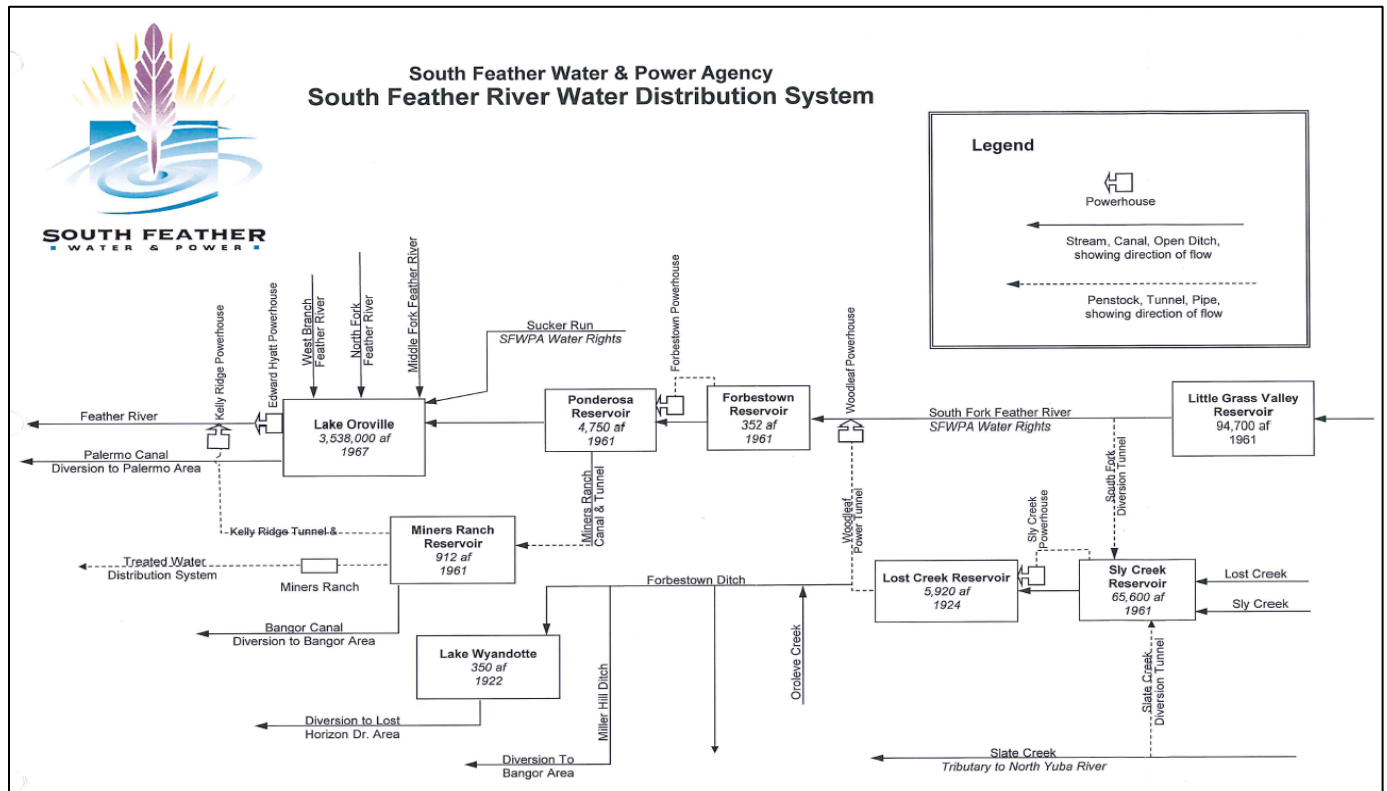 South Feather Water & Power Agency
South Feather River Water Distribution System
SOUTH FEATHER
WATER & POWER
Legend
Powerhouse
Stream, Canal, Open Ditch,
showing direction of flow
Penstock, Tunnel, Pipe,
showing direction of flow
Kelly Ridge Powerhouse
Edward Hyatt Powerhouse
West Branch
Feather River
North Fork
Feather River
Middle Fork Feather River
Sucker Run
SFWPA Water Rights
Forbestown Powerhouse
Woodleaf Powerhouse
Feather River
Lake Oroville
3,538,000 af
1967
Ponderosa
Reservoir
4,750 af
1961
Forbestown
Reservoir
352 af
1961
South Fork Feather River
SFWPA Water Rights
Little Grass Valley
Reservoir
94,700 af
1961
Palermo Canal
Diversion to Palermo Area
Miners Ranch
Canal & Tunnel
South Fork
Diversion Tunnel
Kelly Ridge Tunnel &
Miners Ranch
Reservoir
912 af
1961
Woodleaf
Power Tunnel
Sly Creek
Powerhouse
Treated Water
Distribution System
Miners Ranch
Forbestown Ditch
Lost Creek Reservoir
5,920 af
1924
Sly Creek
Reservoir
65,600 af
1961
Lost Creek
Sly Creek
Bangor Canal
Diversion to Bangor Area
Lake Wyandotte
350 af
1922
Miller Hill Ditch
Oroleve Creek
Slate Creek
Diversion Tunnel
Diversion to Lost
Horizon Dr. Area
Diversion To
Bangor Area
Slate Creek
Tributary to North Yuba River